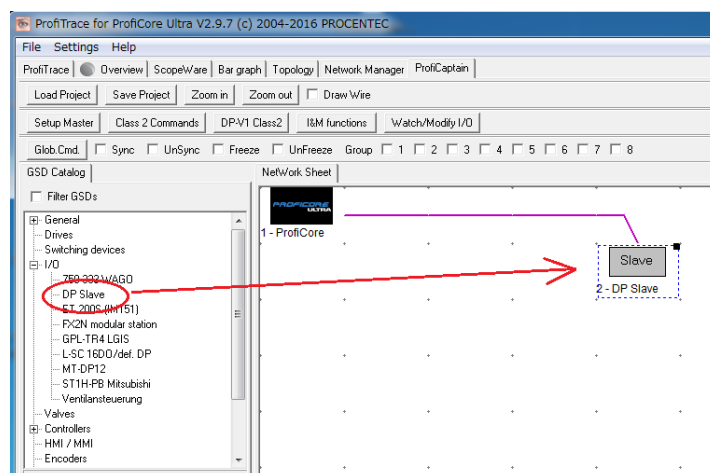 ProfiTrace for ProfiCore Ultra V2.9.7 (c) 2004-2016 PROCENTEC
File Settings Help
ProfiTrace Overview ScopeWare Bar graph Topology Network Manager ProfiCaptain
Load Project Save Project Zoom in Zoom out Draw Wire
Setup Master Class 2 Commands DP-V1 Class2 I&M functions Watch/Modify I/O
Glob.Cmd. Sync UnSync Freeze UnFreeze Group 1 2 3 4 5 6 7 8
GSD Catalog NetWork Sheet
Filter GSDs
PROFICORE
ULTRA
1 - ProfiCore
General
Drives
Switching devices
I/O
750-333 WAGO
DP Slave
ET 200S (IM151)
FX2N modular station
GPL-TR4 LGIS
L-SC 16DO/def. DP
MT-DP12
ST1H-PB Mitsubishi
Ventilansteuerung
Valves
Controllers
HMI / MMI
Encoders
Slave
2 - DP Slave